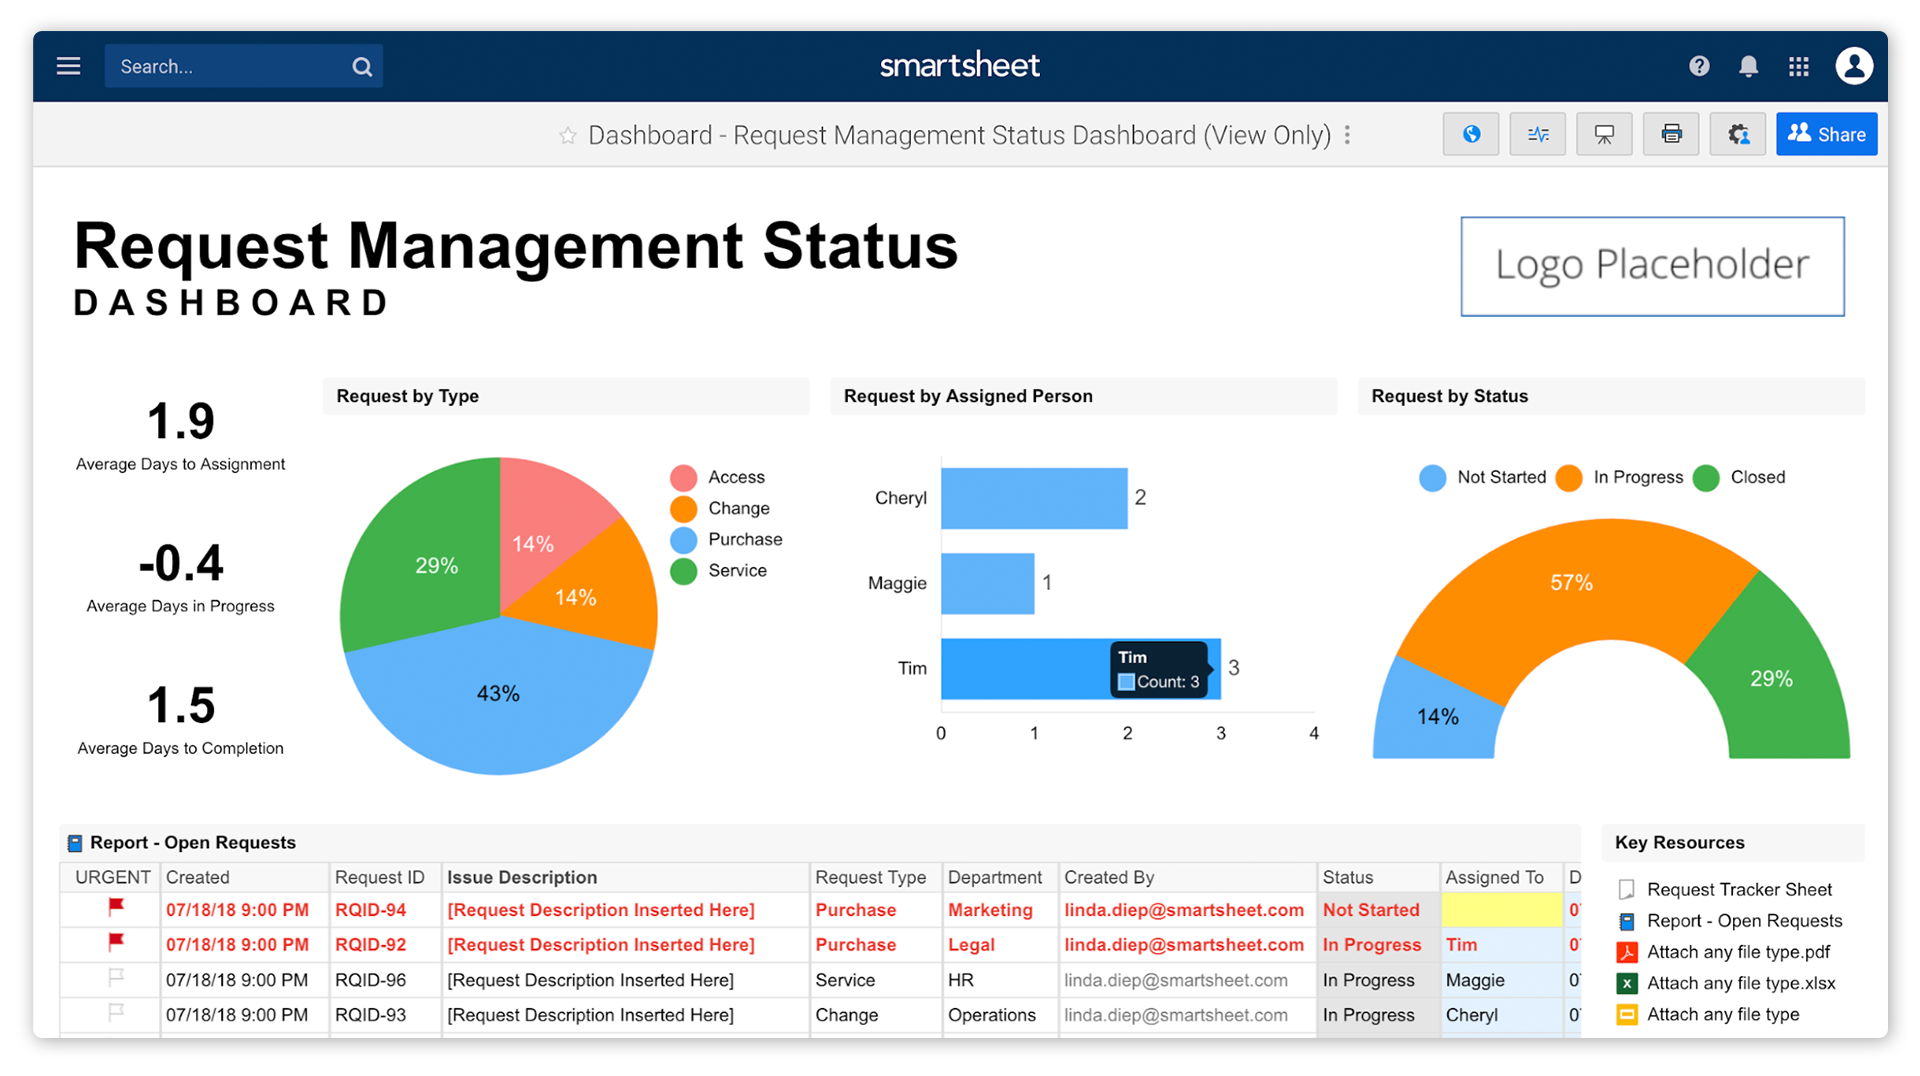 Search...
smartsheet
Dashboard - Request Management Status Dashboard (View Only)
Share
Request Management Status
DASHBOARD
Logo Placeholder
1.9
Average Days to Assignment
-0.4
Average Days in Progress
1.5
Average Days to Completion
Request by Type
Access
Change
Purchase
Service
14%
14%
29%
43%
Request by Assigned Person
Cheryl 2
Maggie 1
Tim 3
Tim
Count: 3
0 1 2 3 4
Request by Status
Not Started In Progress Closed
57%
29%
14%
Report - Open Requests
URGENT Created Request ID Issue Description Request Type Department Created By Status Assigned To D
07/18/18 9:00 PM RQID-94 [Request Description Inserted Here] Purchase Marketing linda.diep@smartsheet.com Not Started
07/18/18 9:00 PM RQID-92 [Request Description Inserted Here] Purchase Legal linda.diep@smartsheet.com In Progress Tim
07/18/18 9:00 PM RQID-96 [Request Description Inserted Here] Service HR linda.diep@smartsheet.com In Progress Maggie
07/18/18 9:00 PM RQID-93 [Request Description Inserted Here] Change Operations linda.diep@smartsheet.com In Progress Cheryl
Key Resources
Request Tracker Sheet
Report - Open Requests
Attach any file type.pdf
Attach any file type.xlsx
Attach any file type